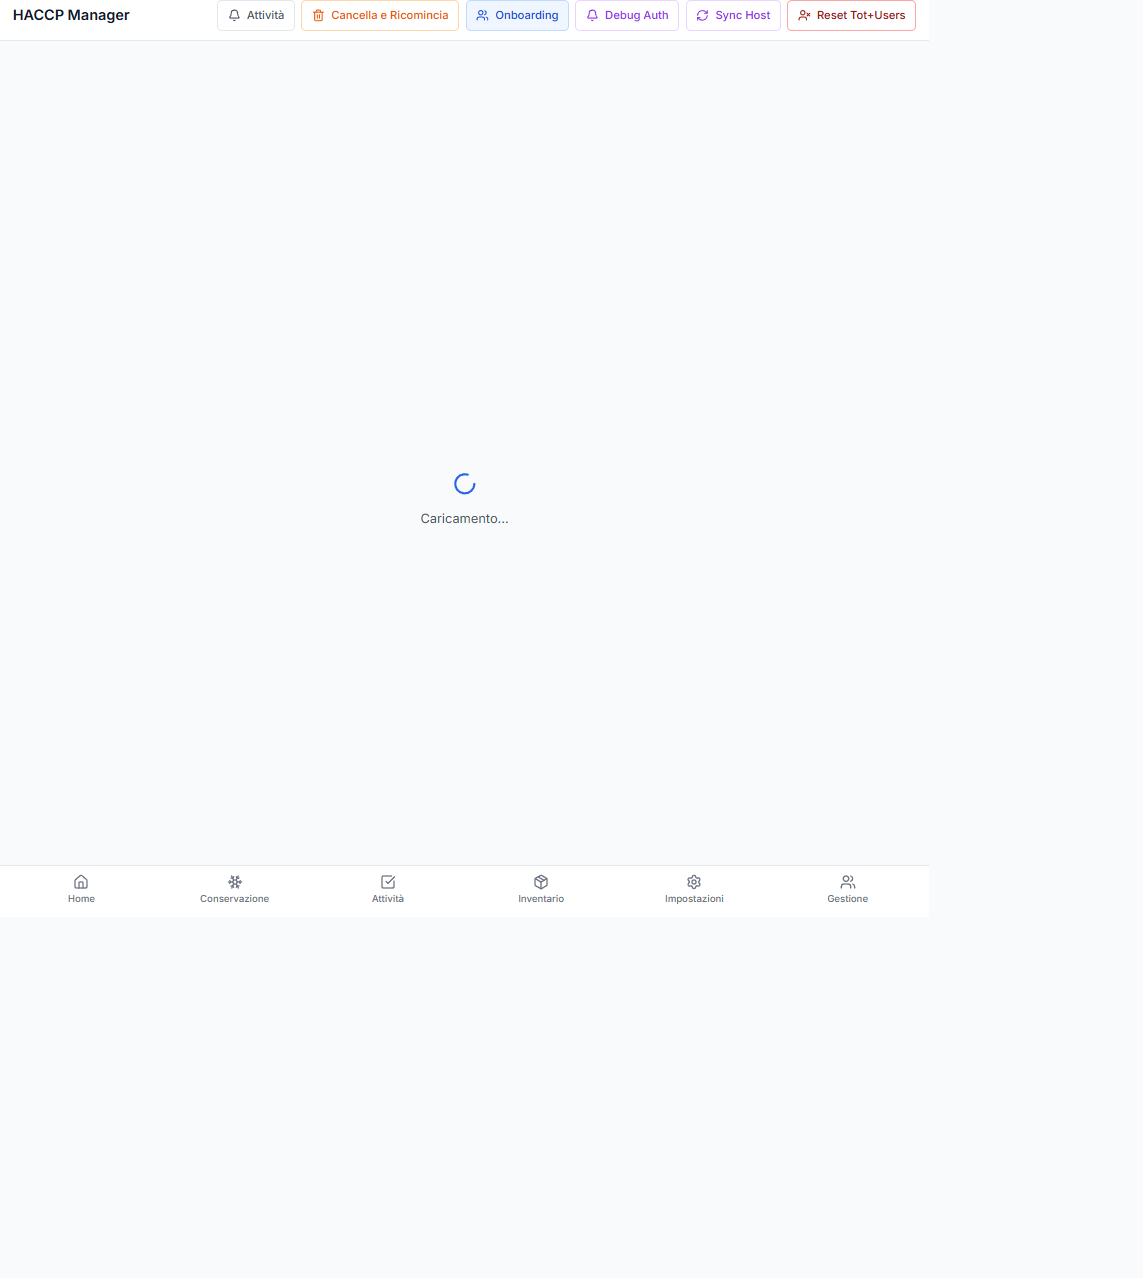 HACCP Manager
Attività
Cancella e Ricomincia
Onboarding
Debug Auth
Sync Host
Reset Tot+Users
Caricamento...
Home
Conservazione
Attività
Inventario
Impostazioni
Gestione